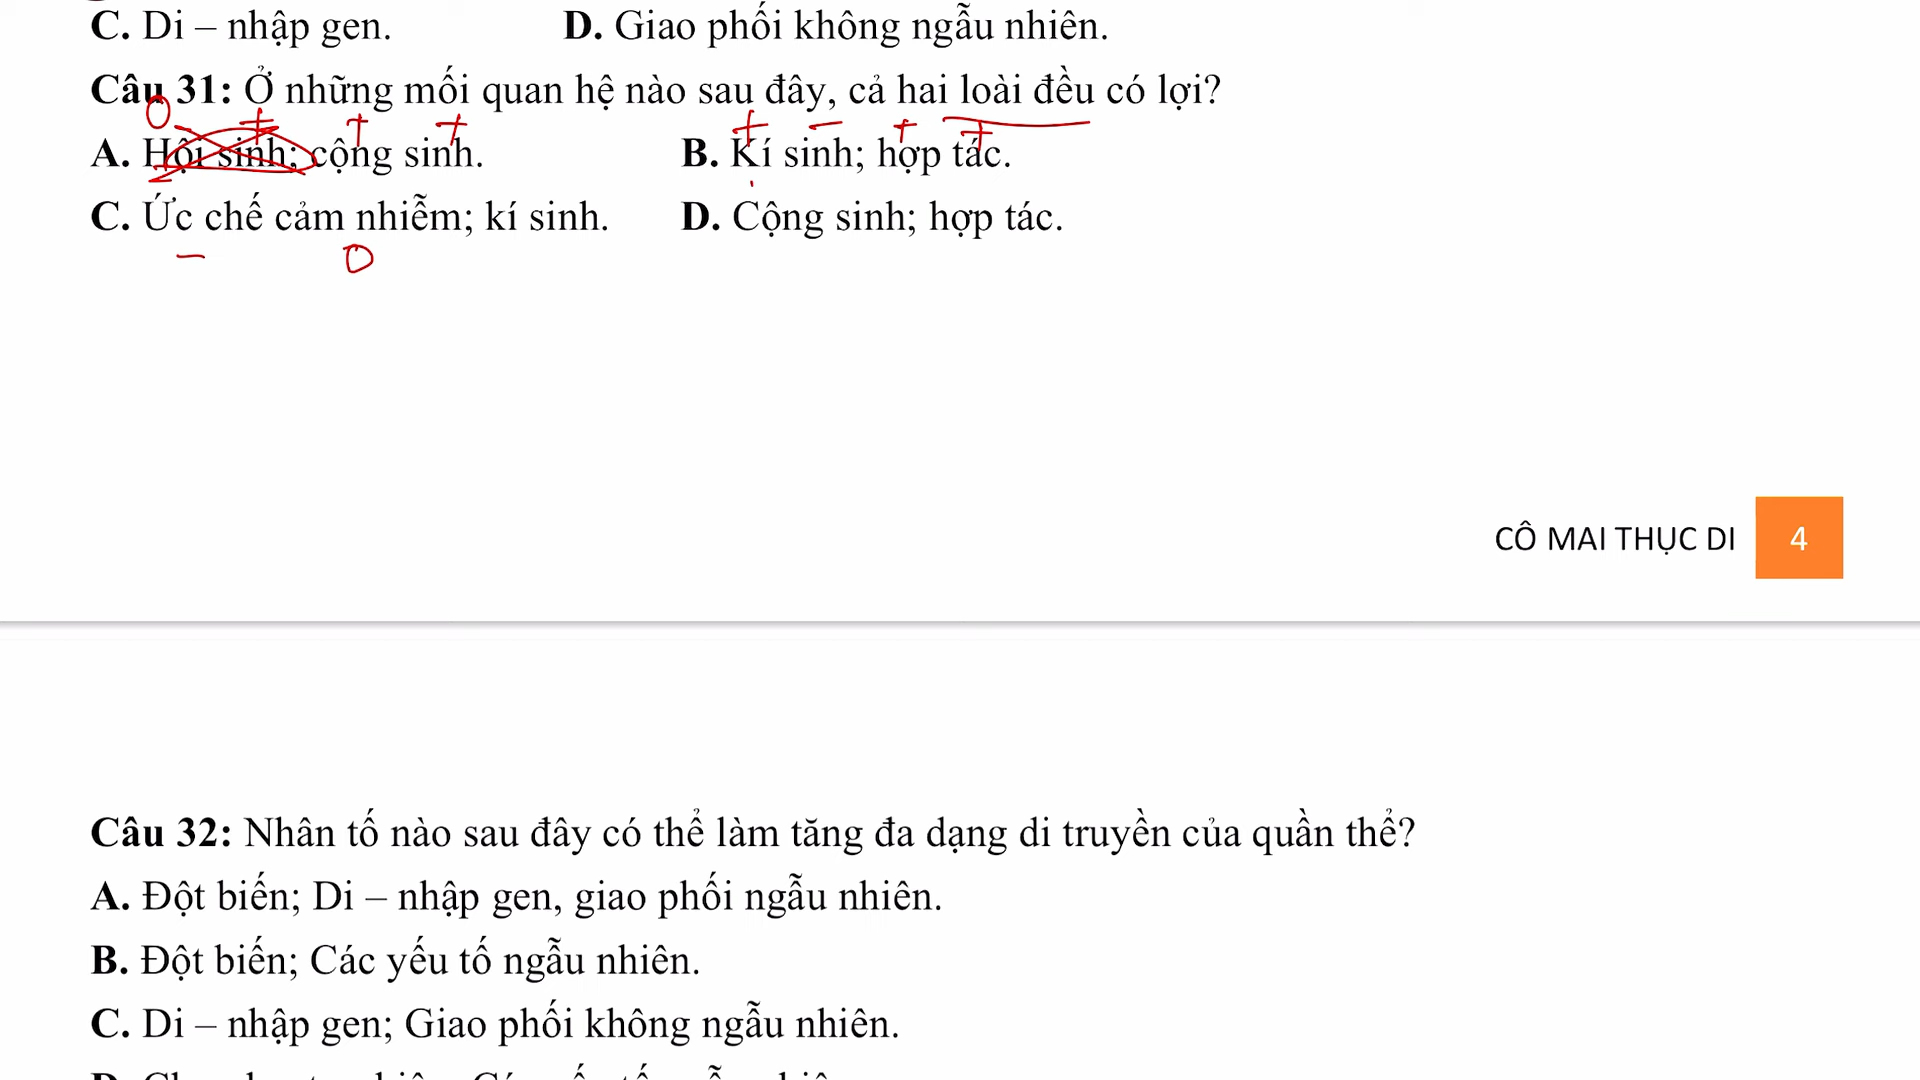 C. Di – nhập gen. D. Giao phối không ngẫu nhiên.
Câu 31: Ở những mối quan hệ nào sau đây, cả hai loài đều có lợi?
0 + + + + – + +
A. Hội sinh; cộng sinh. B. Kí sinh; hợp tác.
C. Ức chế cảm nhiễm; kí sinh. D. Cộng sinh; hợp tác.
– 0
CÔ MAI THỤC DI 4
Câu 32: Nhân tố nào sau đây có thể làm tăng đa dạng di truyền của quần thể?
A. Đột biến; Di – nhập gen, giao phối ngẫu nhiên.
B. Đột biến; Các yếu tố ngẫu nhiên.
C. Di – nhập gen; Giao phối không ngẫu nhiên.